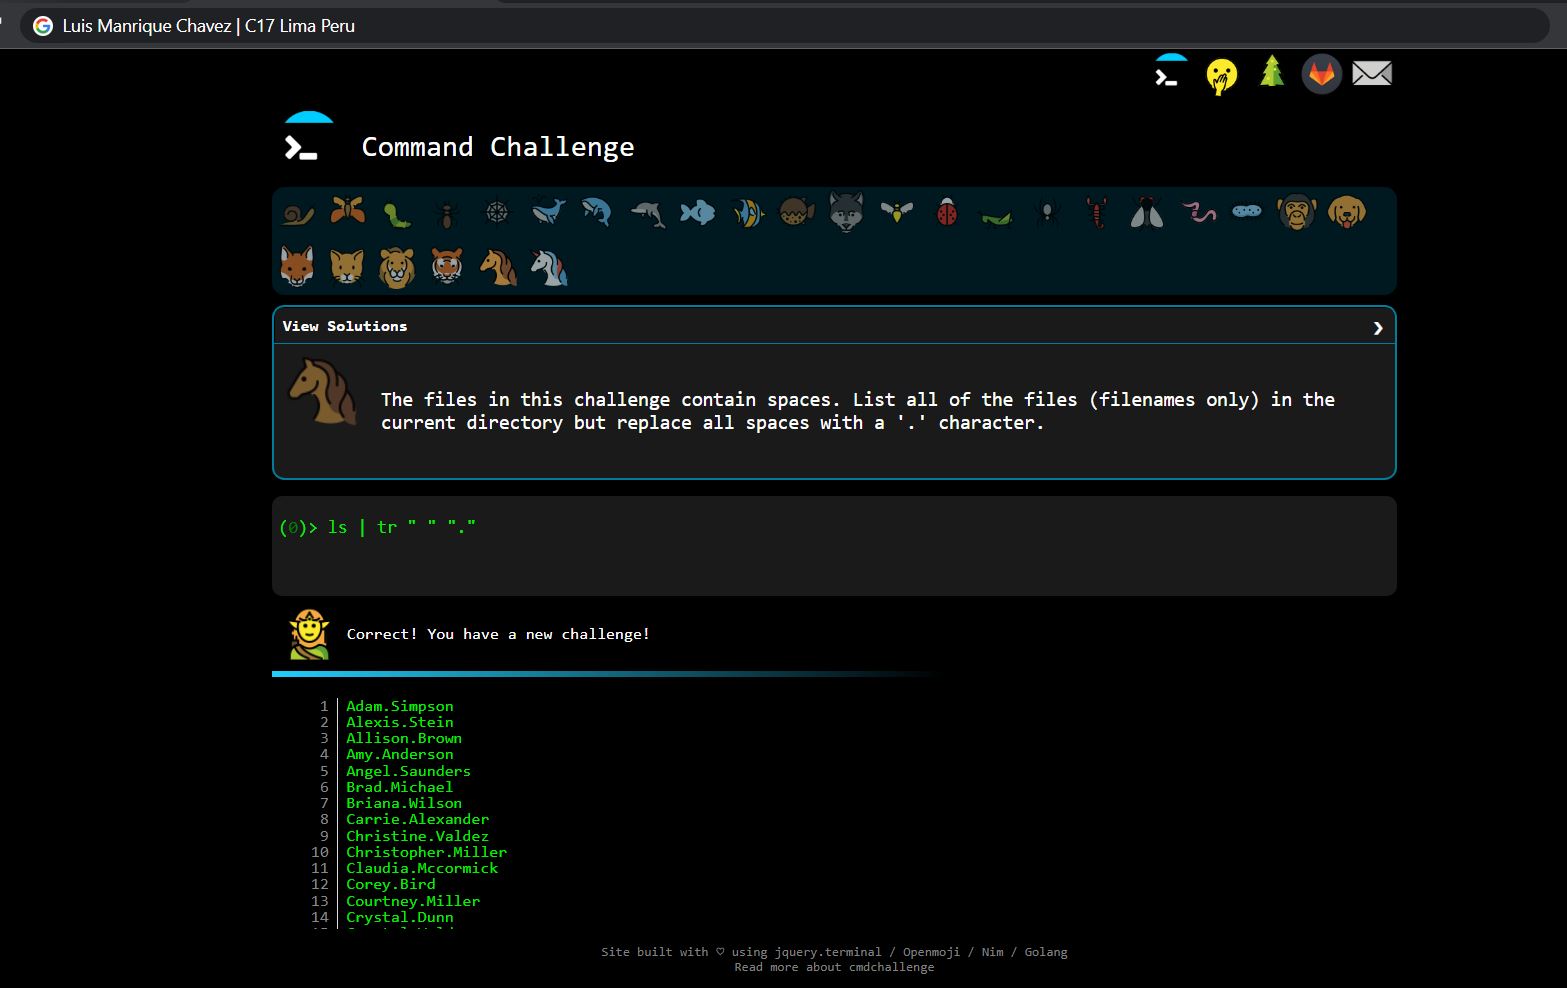 Luis Manrique Chavez | C17 Lima Peru
Command Challenge
View Solutions
The files in this challenge contain spaces. List all of the files (filenames only) in the
current directory but replace all spaces with a '.' character.
(0)> ls | tr " " "."
Correct! You have a new challenge!
1 Adam.Simpson
2 Alexis.Stein
3 Allison.Brown
4 Amy.Anderson
5 Angel.Saunders
6 Brad.Michael
7 Briana.Wilson
8 Carrie.Alexander
9 Christine.Valdez
10 Christopher.Miller
11 Claudia.Mccormick
12 Corey.Bird
13 Courtney.Miller
14 Crystal.Dunn
Site built with ♡ using jquery.terminal / Openmoji / Nim / Golang
Read more about cmdchallenge